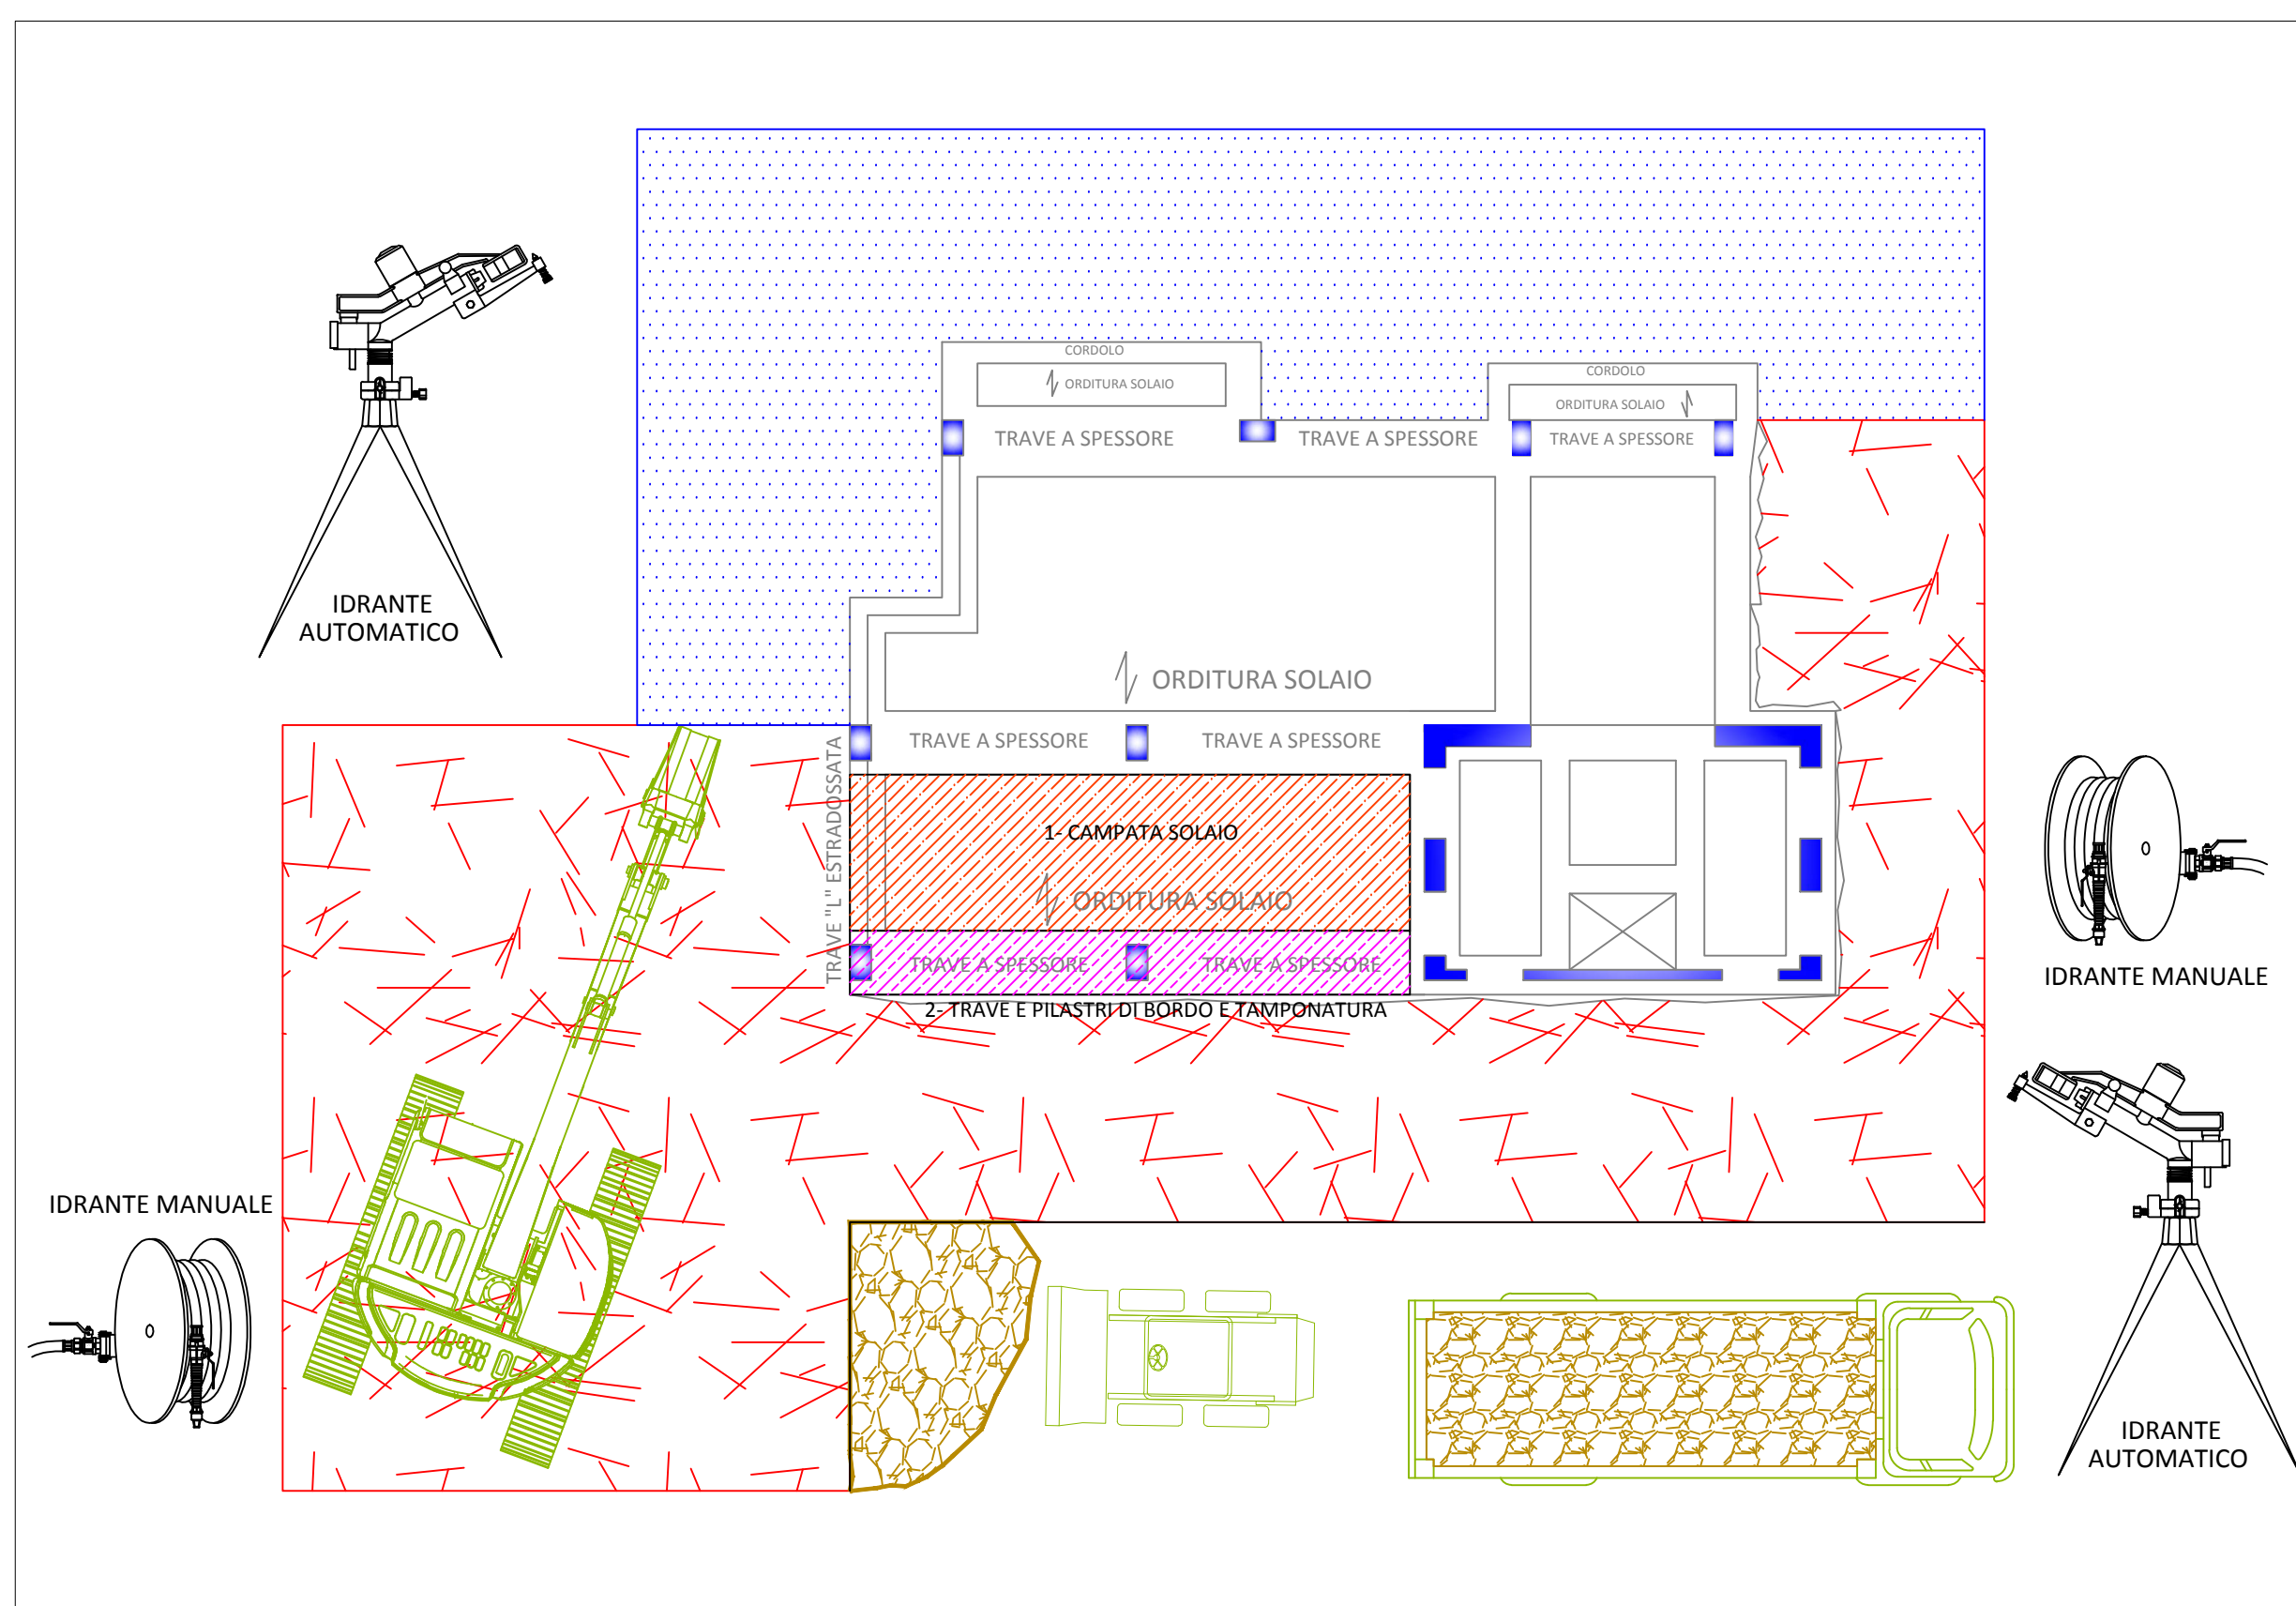 CORDOLO
ORDITURA SOLAIO
CORDOLO
ORDITURA SOLAIO
TRAVE A SPESSORE
TRAVE A SPESSORE
TRAVE A SPESSORE
IDRANTE
AUTOMATICO
ORDITURA SOLAIO
TRAVE A SPESSORE
TRAVE A SPESSORE
TRAVE "L" ESTRADOSSATA
1- CAMPATA SOLAIO
ORDITURA SOLAIO
TRAVE A SPESSORE
TRAVE A SPESSORE
2- TRAVE E PILASTRI DI BORDO E TAMPONATURA
IDRANTE MANUALE
IDRANTE MANUALE
IDRANTE
AUTOMATICO